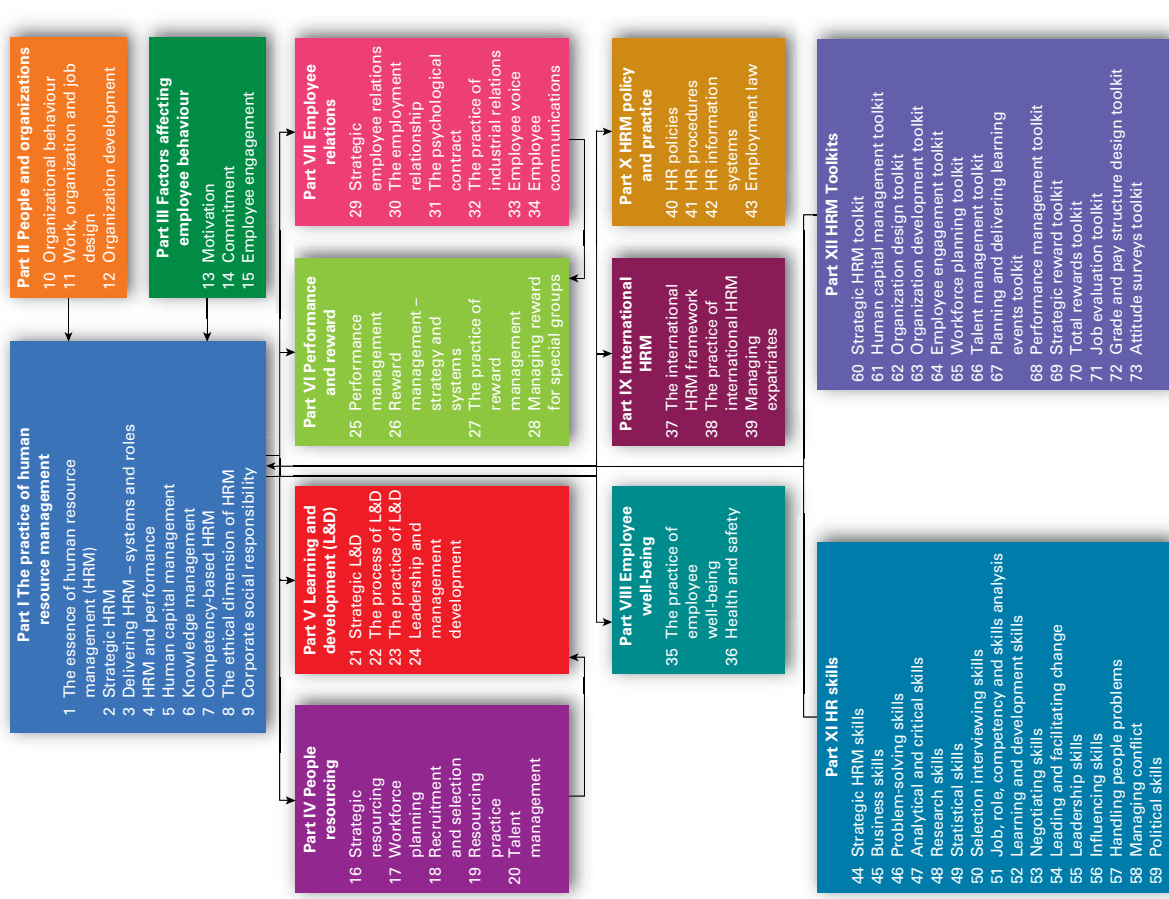 Part I The practice of human
resource management
1 The essence of human resource
management (HRM)
2 Strategic HRM
3 Delivering HRM – systems and roles
4 HRM and performance
5 Human capital management
6 Knowledge management
7 Competency-based HRM
8 The ethical dimension of HRM
9 Corporate social responsibility
Part II People and organizations
10 Organizational behaviour
11 Work, organization and job
design
12 Organization development
Part III Factors affecting
employee behaviour
13 Motivation
14 Commitment
15 Employee engagement
Part IV People
resourcing
16 Strategic
resourcing
17 Workforce
planning
18 Recruitment
and selection
19 Resourcing
practice
20 Talent
management
Part V Learning and
development (L&D)
21 Strategic L&D
22 The process of L&D
23 The practice of L&D
24 Leadership and
management
development
Part VI Performance
and reward
25 Performance
management
26 Reward
management –
strategy and
systems
27 The practice of
reward
management
28 Managing reward
for special groups
Part VII Employee
relations
29 Strategic
employee relations
30 The employment
relationship
31 The psychological
contract
32 The practice of
industrial relations
33 Employee voice
34 Employee
communications
Part VIII Employee
well-being
35 The practice of
employee
well-being
36 Health and safety
Part IX International
HRM
37 The international
HRM framework
38 The practice of
international HRM
39 Managing
expatriates
Part X HRM policy
and practice
40 HR policies
41 HR procedures
42 HR information
systems
43 Employment law
Part XI HR skills
44 Strategic HRM skills
45 Business skills
46 Problem-solving skills
47 Analytical and critical skills
48 Research skills
49 Statistical skills
50 Selection interviewing skills
51 Job, role, competency and skills analysis
52 Learning and development skills
53 Negotiating skills
54 Leading and facilitating change
55 Leadership skills
56 Influencing skills
57 Handling people problems
58 Managing conflict
59 Political skills
Part XII HRM Toolkits
60 Strategic HRM toolkit
61 Human capital management toolkit
62 Organization design toolkit
63 Organization development toolkit
64 Employee engagement toolkit
65 Workforce planning toolkit
66 Talent management toolkit
67 Planning and delivering learning
events toolkit
68 Performance management toolkit
69 Strategic reward toolkit
70 Total rewards toolkit
71 Job evaluation toolkit
72 Grade and pay structure design toolkit
73 Attitude surveys toolkit